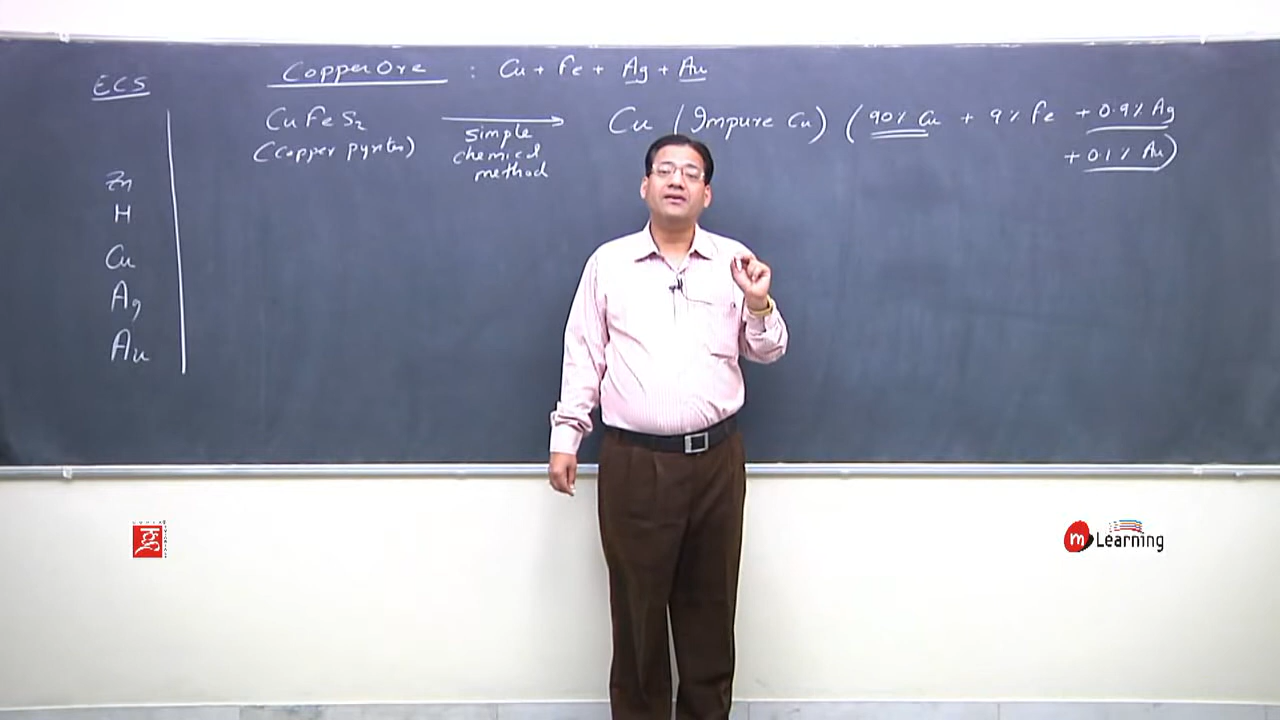 ECS
Copper Ore : Cu + Fe + Ag + Au
CuFeS2 → Cu (Impure Cu) (90% Cu + 9% Fe + 0.9% Ag
(Copper pyrites) simple chemical method + 0.1% Au)
Zn
H
Cu
Ag
Au
m Learning